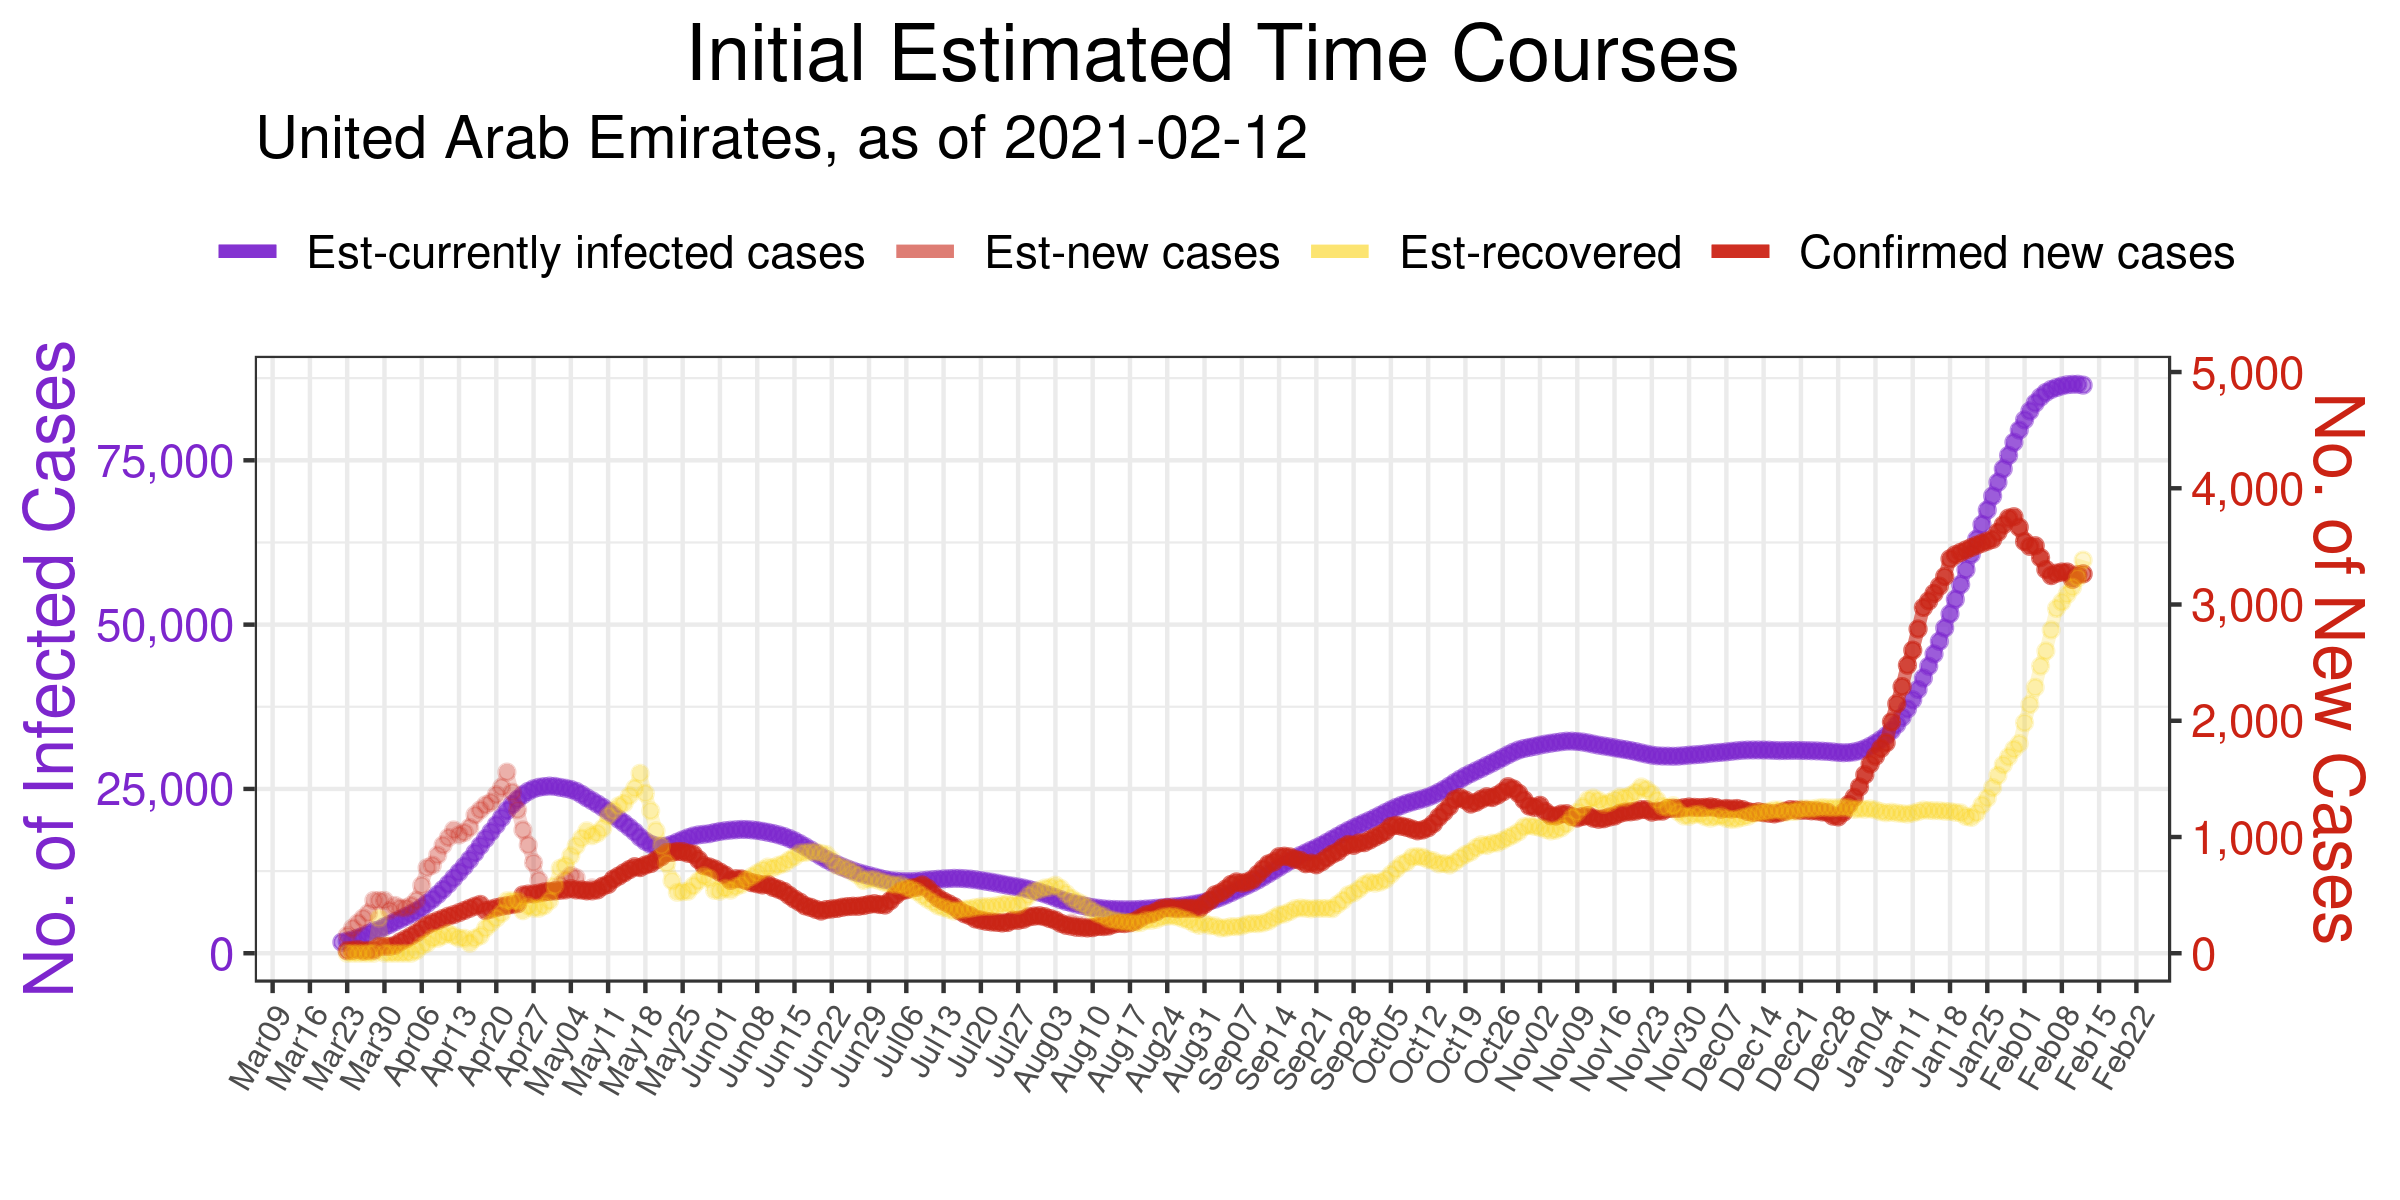 Initial Estimated Time Courses
United Arab Emirates, as of 2021-02-12
Est-currently infected cases Est-new cases Est-recovered Confirmed new cases
No. of Infected Cases
75,000
50,000
25,000
0
5,000
4,000
3,000
2,000
1,000
0
No. of New Cases
Mar09 Mar16 Mar23 Mar30 Apr06 Apr13 Apr20 Apr27 May04 May11 May18 May25 Jun01 Jun08 Jun15 Jun22 Jun29 Jul06 Jul13 Jul20 Jul27 Aug03 Aug10 Aug17 Aug24 Aug31 Sep07 Sep14 Sep21 Sep28 Oct05 Oct12 Oct19 Oct26 Nov02 Nov09 Nov16 Nov23 Nov30 Dec07 Dec14 Dec21 Dec28 Jan04 Jan11 Jan18 Jan25 Feb01 Feb08 Feb15 Feb22